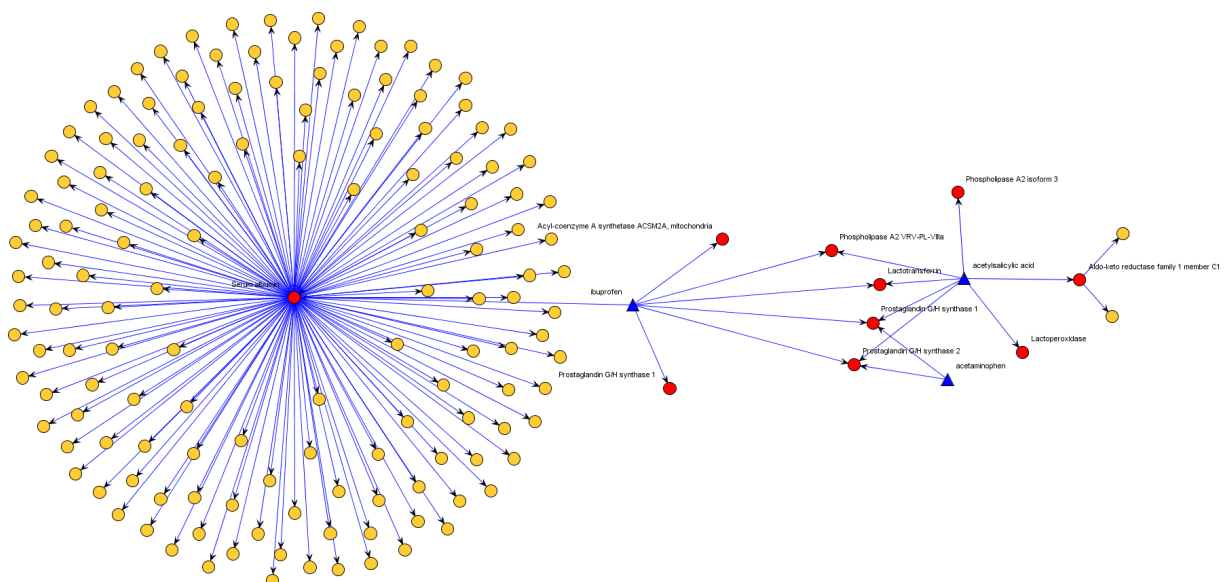 Phospholipase A2 isoform 3
Acyl-coenzyme A synthetase ACSM2A, mitochondria
Phospholipase A2 VRV-PL-VIIIa
acetylsalicylic acid
Lactotransferrin
Aldo-keto reductase family 1 member C1
Serum albumin
ibuprofen
Prostaglandin G/H synthase 1
Lactoperoxidase
Prostaglandin G/H synthase 2
acetaminophen
Prostaglandin G/H synthase 1